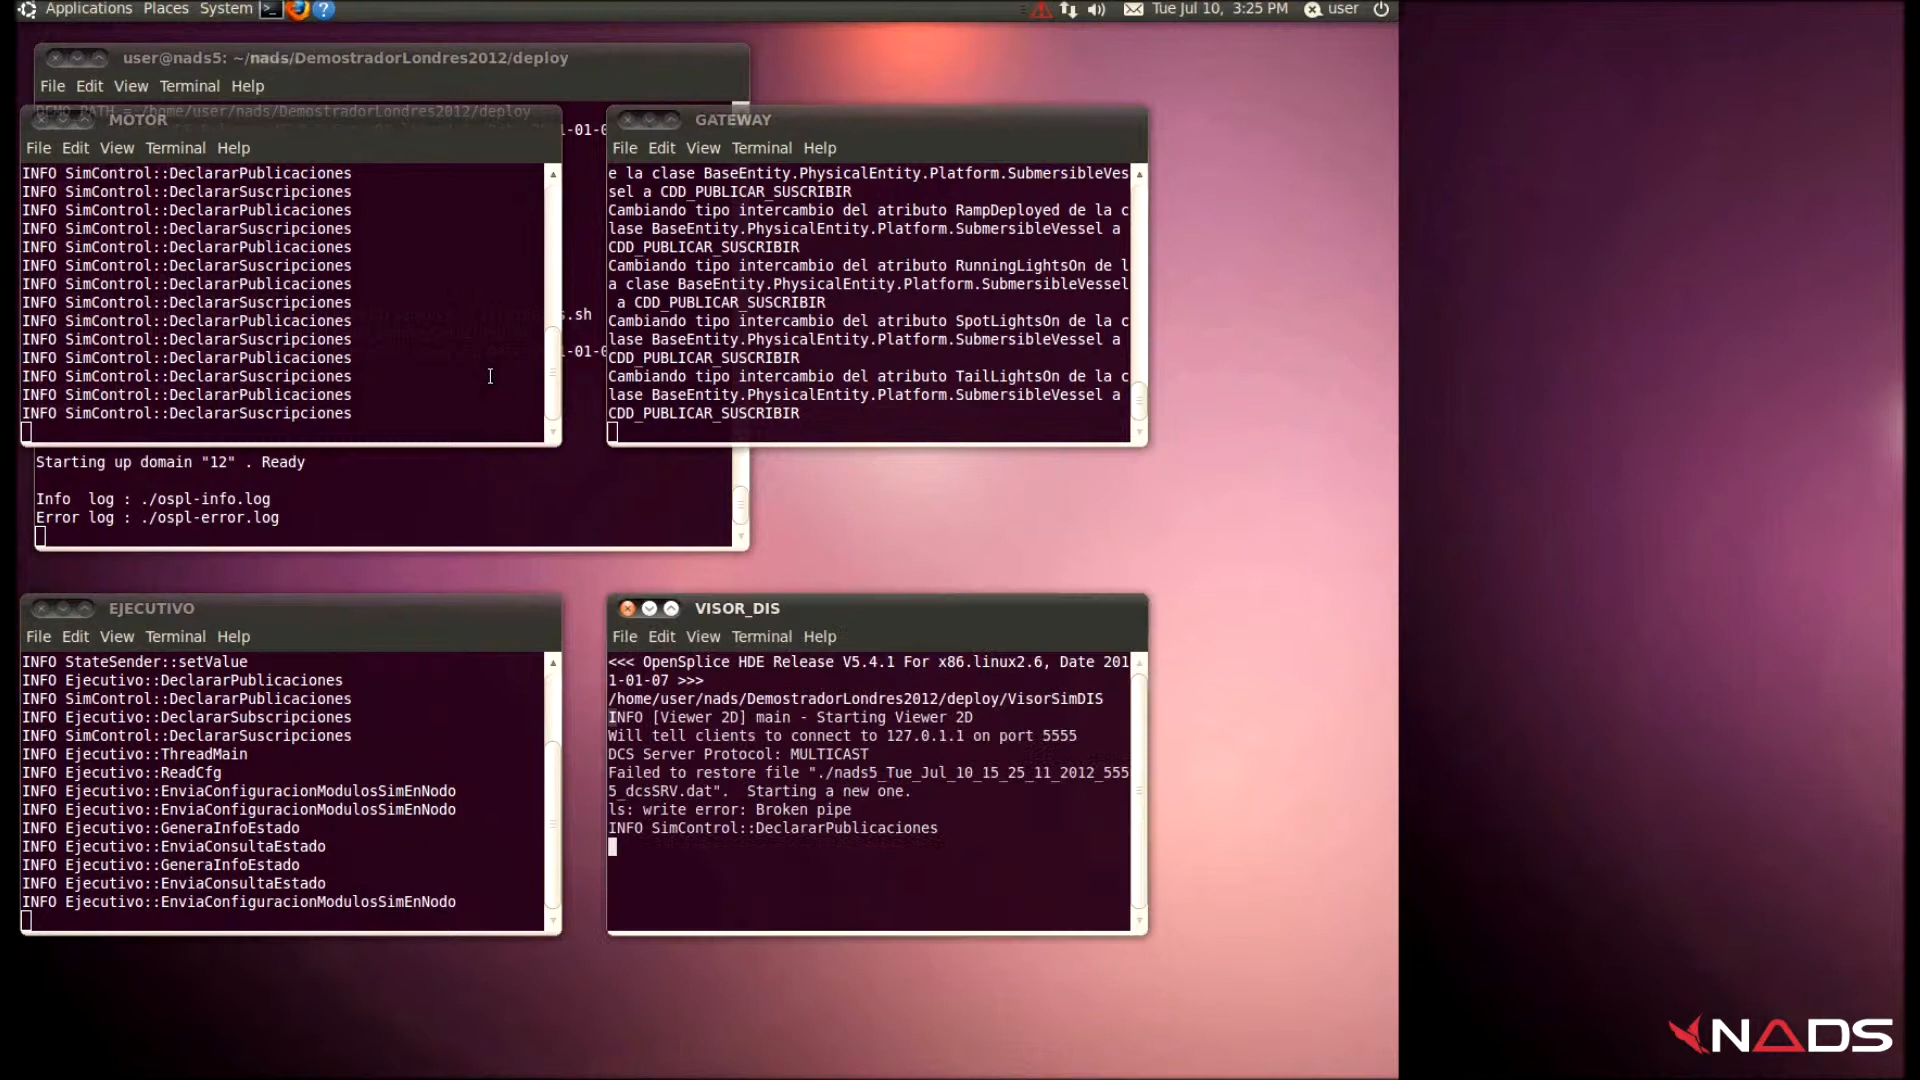 Applications Places System
Tue Jul 10, 3:25 PM user
user@nads5: ~/nads/DemostradorLondres2012/deploy
File Edit View Terminal Help
DEMO_PATH = /home/user/nads/DemostradorLondres2012/deploy
MOTOR
File Edit View Terminal Help
INFO SimControl::DeclararPublicaciones
INFO SimControl::DeclararSuscripciones
INFO SimControl::DeclararPublicaciones
INFO SimControl::DeclararSuscripciones
INFO SimControl::DeclararPublicaciones
INFO SimControl::DeclararSuscripciones
INFO SimControl::DeclararPublicaciones
INFO SimControl::DeclararSuscripciones
INFO SimControl::DeclararPublicaciones
INFO SimControl::DeclararSuscripciones
INFO SimControl::DeclararPublicaciones
INFO SimControl::DeclararSuscripciones
INFO SimControl::DeclararPublicaciones
INFO SimControl::DeclararSuscripciones
1-01-0
s.sh
1-01-0
Starting up domain "12" . Ready
Info log : ./ospl-info.log
Error log : ./ospl-error.log
GATEWAY
File Edit View Terminal Help
e la clase BaseEntity.PhysicalEntity.Platform.SubmersibleVes
sel a CDD_PUBLICAR_SUSCRIBIR
Cambiando tipo intercambio del atributo RampDeployed de la c
lase BaseEntity.PhysicalEntity.Platform.SubmersibleVessel a
CDD_PUBLICAR_SUSCRIBIR
Cambiando tipo intercambio del atributo RunningLightsOn de l
a clase BaseEntity.PhysicalEntity.Platform.SubmersibleVessel
a CDD_PUBLICAR_SUSCRIBIR
Cambiando tipo intercambio del atributo SpotLightsOn de la c
lase BaseEntity.PhysicalEntity.Platform.SubmersibleVessel a
CDD_PUBLICAR_SUSCRIBIR
Cambiando tipo intercambio del atributo TailLightsOn de la c
lase BaseEntity.PhysicalEntity.Platform.SubmersibleVessel a
CDD_PUBLICAR_SUSCRIBIR
EJECUTIVO
File Edit View Terminal Help
INFO StateSender::setValue
INFO Ejecutivo::DeclararPublicaciones
INFO SimControl::DeclararPublicaciones
INFO Ejecutivo::DeclararSubscripciones
INFO SimControl::DeclararSuscripciones
INFO Ejecutivo::ThreadMain
INFO Ejecutivo::ReadCfg
INFO Ejecutivo::EnviaConfiguracionModulosSimEnNodo
INFO Ejecutivo::EnviaConfiguracionModulosSimEnNodo
INFO Ejecutivo::GeneraInfoEstado
INFO Ejecutivo::EnviaConsultaEstado
INFO Ejecutivo::GeneraInfoEstado
INFO Ejecutivo::EnviaConsultaEstado
INFO Ejecutivo::EnviaConfiguracionModulosSimEnNodo
VISOR_DIS
File Edit View Terminal Help
<<< OpenSplice HDE Release V5.4.1 For x86.linux2.6, Date 201
1-01-07 >>>
/home/user/nads/DemostradorLondres2012/deploy/VisorSimDIS
INFO [Viewer 2D] main - Starting Viewer 2D
Will tell clients to connect to 127.0.1.1 on port 5555
DCS Server Protocol: MULTICAST
Failed to restore file "./nads5_Tue_Jul_10_15_25_11_2012_555
5_dcsSRV.dat". Starting a new one.
ls: write error: Broken pipe
INFO SimControl::DeclararPublicaciones
NADS